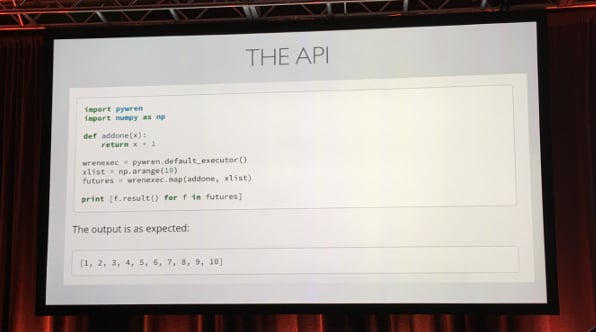 THE API
import pywren
import numpy as np
def addone(x):
return x + 1
wrenexec = pywren.default_executor()
xlist = np.arange(10)
futures = wrenexec.map(addone, xlist)
print [f.result() for f in futures]
The output is as expected:
[1, 2, 3, 4, 5, 6, 7, 8, 9, 10]